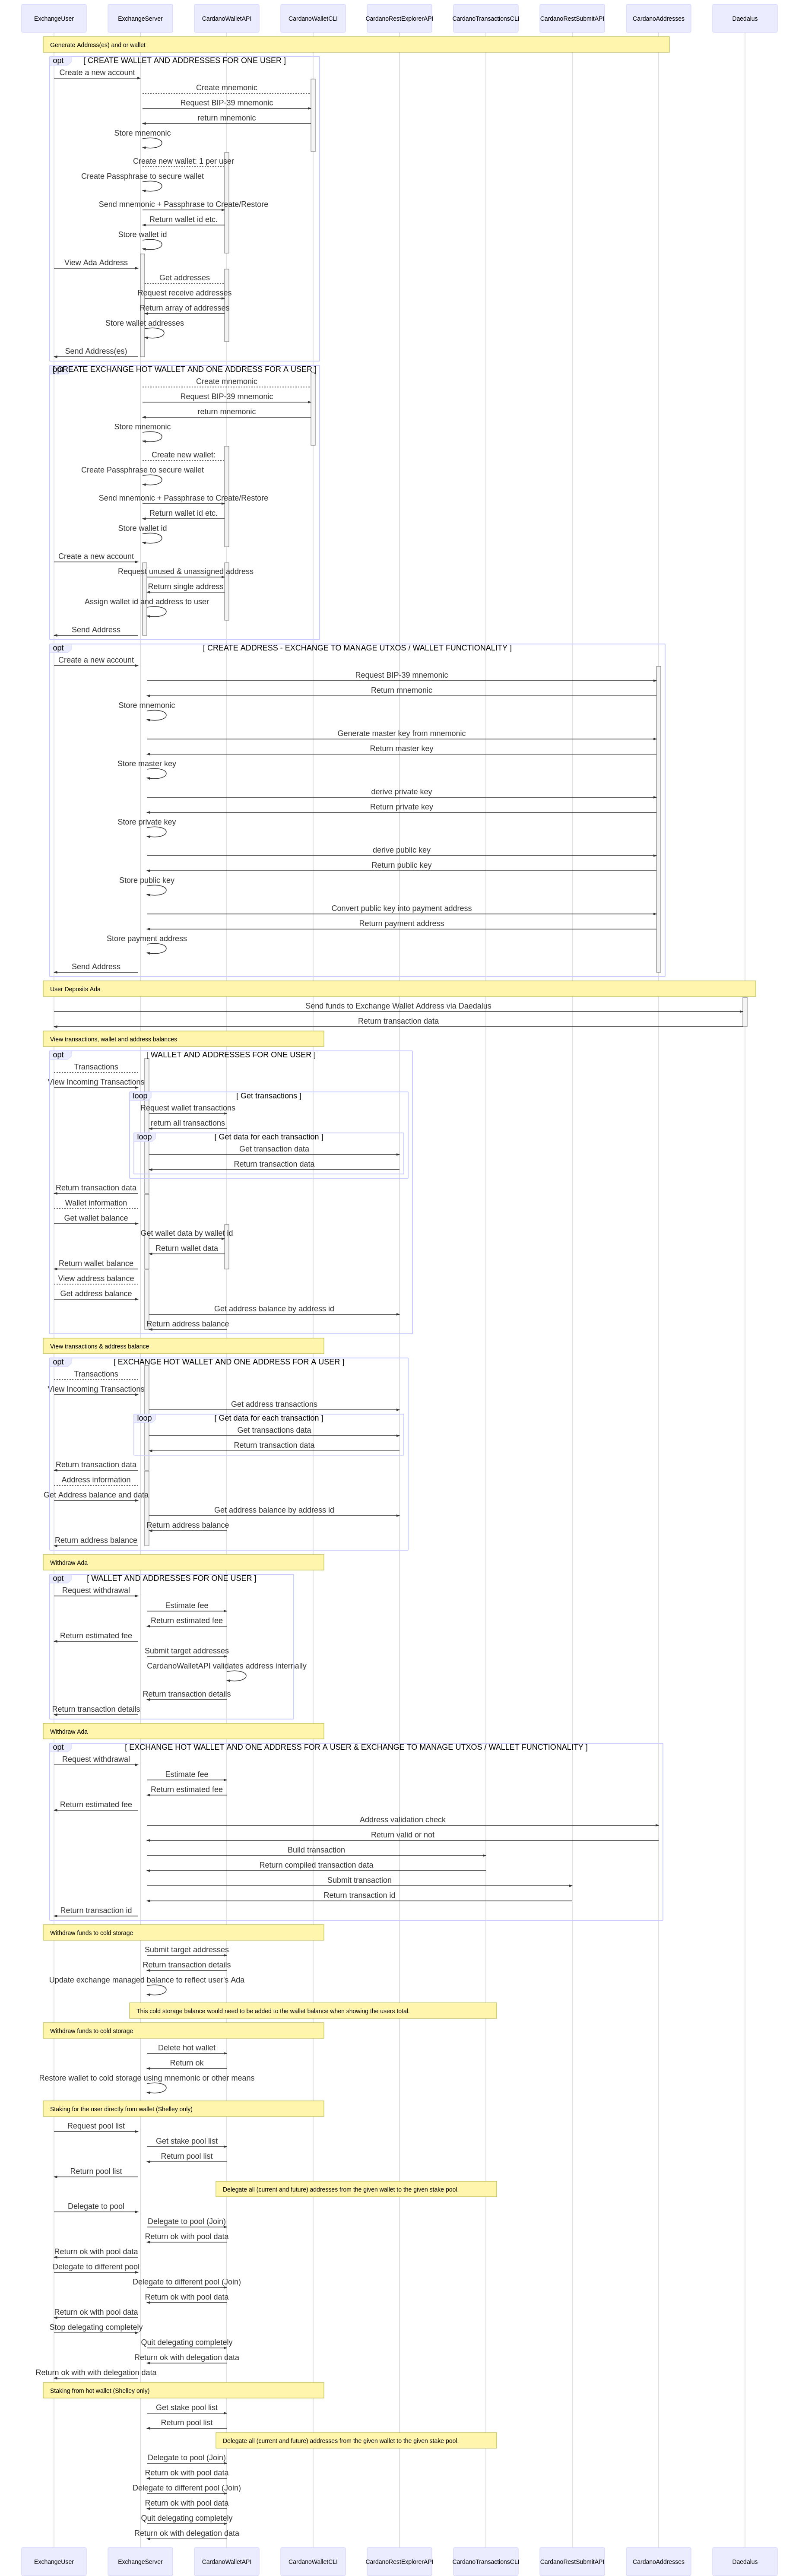 ExchangeUser
ExchangeServer
CardanoWalletAPI
CardanoWalletCLI
CardanoRestExplorerAPI
CardanoTransactionsCLI
CardanoRestSubmitAPI
CardanoAddresses
Daedalus
Generate Address(es) and or wallet
opt
[ CREATE WALLET AND ADDRESSES FOR ONE USER ]
Create a new account
Create mnemonic
Request BIP-39 mnemonic
return mnemonic
Store mnemonic
Create new wallet: 1 per user
Create Passphrase to secure wallet
Send mnemonic + Passphrase to Create/Restore
Return wallet id etc.
Store wallet id
View Ada Address
Get addresses
Request receive addresses
Return array of addresses
Store wallet addresses
Send Address(es)
opt
[ CREATE EXCHANGE HOT WALLET AND ONE ADDRESS FOR A USER ]
Create mnemonic
Request BIP-39 mnemonic
return mnemonic
Store mnemonic
Create new wallet:
Create Passphrase to secure wallet
Send mnemonic + Passphrase to Create/Restore
Return wallet id etc.
Store wallet id
Create a new account
Request unused & unassigned address
Return single address
Assign wallet id and address to user
Send Address
opt
[ CREATE ADDRESS - EXCHANGE TO MANAGE UTXOS / WALLET FUNCTIONALITY ]
Create a new account
Request BIP-39 mnemonic
Return mnemonic
Store mnemonic
Generate master key from mnemonic
Return master key
Store master key
derive private key
Return private key
Store private key
derive public key
Return public key
Store public key
Convert public key into payment address
Return payment address
Store payment address
Send Address
User Deposits Ada
Send funds to Exchange Wallet Address via Daedalus
Return transaction data
View transactions, wallet and address balances
opt
[ WALLET AND ADDRESSES FOR ONE USER ]
Transactions
View Incoming Transactions
loop
[ Get transactions ]
Request wallet transactions
return all transactions
loop
[ Get data for each transaction ]
Get transaction data
Return transaction data
Return transaction data
Wallet information
Get wallet balance
Get wallet data by wallet id
Return wallet data
Return wallet balance
View address balance
Get address balance
Get address balance by address id
Return address balance
View transactions & address balance
opt
[ EXCHANGE HOT WALLET AND ONE ADDRESS FOR A USER ]
Transactions
View Incoming Transactions
Get address transactions
loop
[ Get data for each transaction ]
Get transactions data
Return transaction data
Return transaction data
Address information
Get Address balance and data
Get address balance by address id
Return address balance
Return address balance
Withdraw Ada
opt
[ WALLET AND ADDRESSES FOR ONE USER ]
Request withdrawal
Estimate fee
Return estimated fee
Return estimated fee
Submit target addresses
CardanoWalletAPI validates address internally
Return transaction details
Return transaction details
Withdraw Ada
opt
[ EXCHANGE HOT WALLET AND ONE ADDRESS FOR A USER & EXCHANGE TO MANAGE UTXOS / WALLET FUNCTIONALITY ]
Request withdrawal
Estimate fee
Return estimated fee
Return estimated fee
Address validation check
Return valid or not
Build transaction
Return compiled transaction data
Submit transaction
Return transaction id
Return transaction id
Withdraw funds to cold storage
Submit target addresses
Return transaction details
Update exchange managed balance to reflect user's Ada
This cold storage balance would need to be added to the wallet balance when showing the users total.
Withdraw funds to cold storage
Delete hot wallet
Return ok
Restore wallet to cold storage using mnemonic or other means
Staking for the user directly from wallet (Shelley only)
Request pool list
Get stake pool list
Return pool list
Return pool list
Delegate all (current and future) addresses from the given wallet to the given stake pool.
Delegate to pool
Delegate to pool (Join)
Return ok with pool data
Return ok with pool data
Delegate to different pool
Delegate to different pool (Join)
Return ok with pool data
Return ok with pool data
Stop delegating completely
Quit delegating completely
Return ok with delegation data
Return ok with with delegation data
Staking from hot wallet (Shelley only)
Get stake pool list
Return pool list
Delegate all (current and future) addresses from the given wallet to the given stake pool.
Delegate to pool (Join)
Return ok with pool data
Delegate to different pool (Join)
Return ok with pool data
Quit delegating completely
Return ok with delegation data
ExchangeUser
ExchangeServer
CardanoWalletAPI
CardanoWalletCLI
CardanoRestExplorerAPI
CardanoTransactionsCLI
CardanoRestSubmitAPI
CardanoAddresses
Daedalus